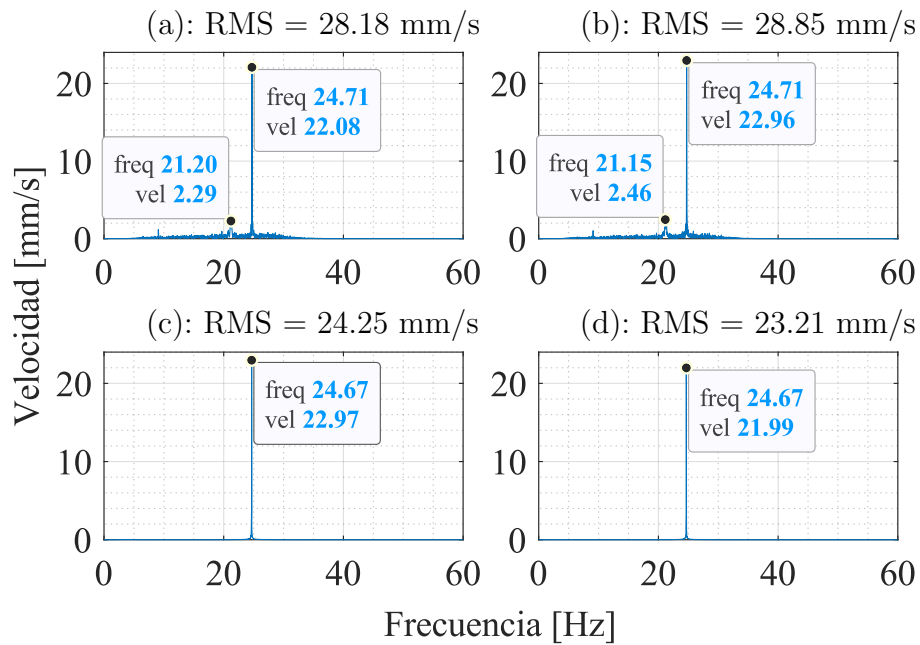 (a): RMS = 28.18 mm/s
(b): RMS = 28.85 mm/s
20
10
0
freq 24.71
vel 22.08
freq 21.20
vel 2.29
0
20
40
60
20
10
0
freq 24.71
vel 22.96
freq 21.15
vel 2.46
0
20
40
60
(c): RMS = 24.25 mm/s
(d): RMS = 23.21 mm/s
20
10
0
freq 24.67
vel 22.97
0
20
40
60
20
10
0
freq 24.67
vel 21.99
0
20
40
60
Velocidad [mm/s]
Frecuencia [Hz]